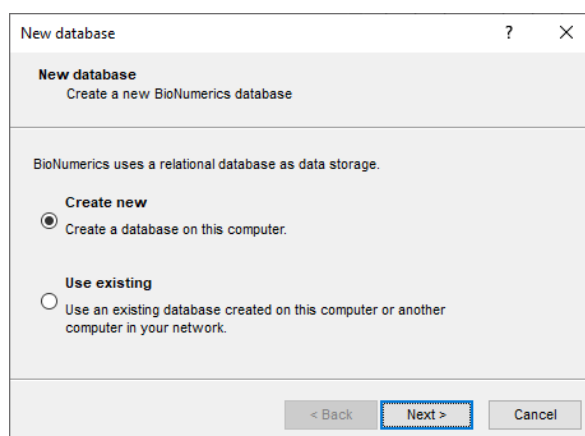 New database
?
New database
Create a new BioNumerics database
BioNumerics uses a relational database as data storage.
Create new
Create a database on this computer.
Use existing
Use an existing database created on this computer or another
computer in your network.
< Back Next > Cancel